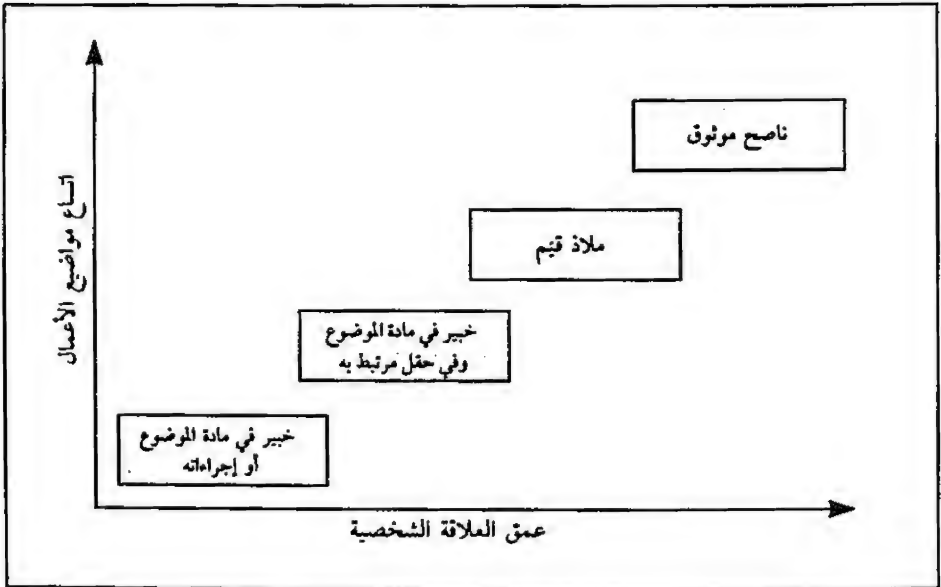 ناصح موثوق
ملاذ قيّم
خبير في مادة الموضوع
وفي حقل مرتبط به
خبير في مادة الموضوع
أو إجراءاته
اتساع مواضيع الأعمال
عمق العلاقة الشخصية